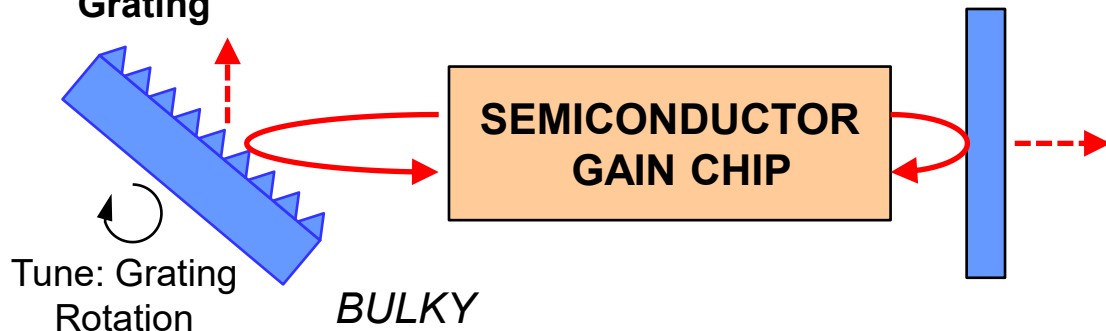 Grating
SEMICONDUCTOR
GAIN CHIP
Tune: Grating
Rotation
BULKY